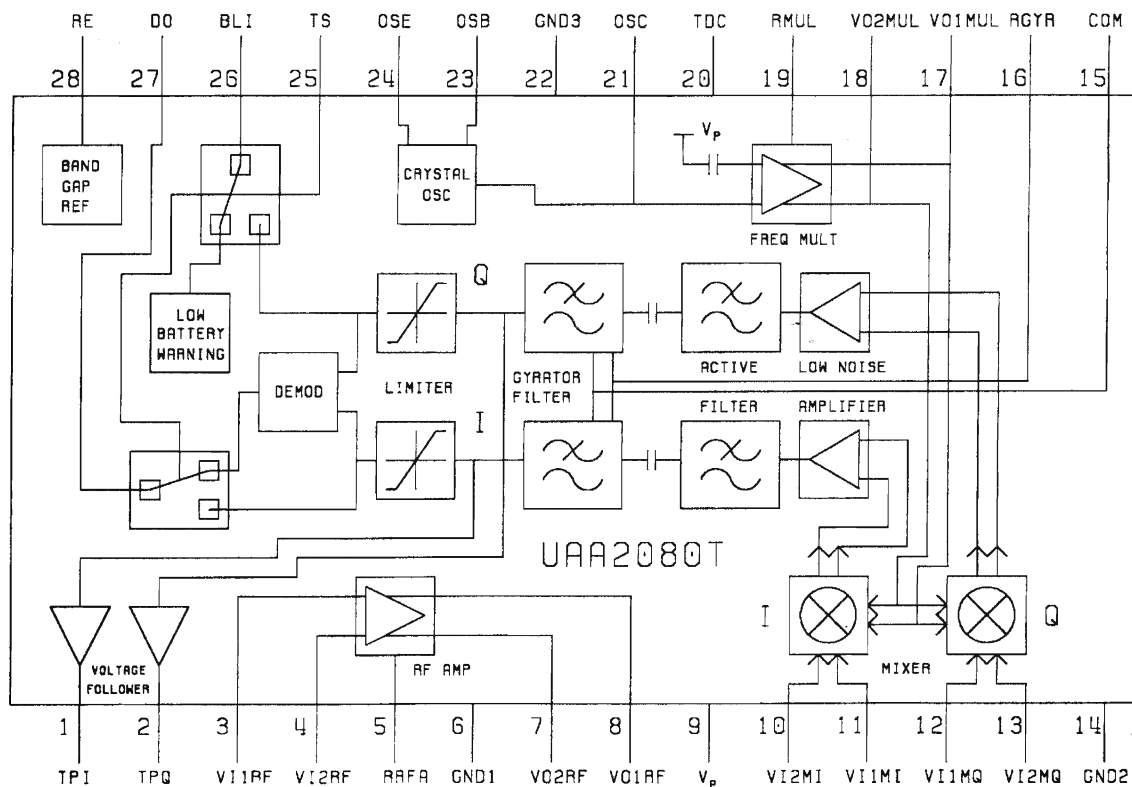 RE DO BLI TS OSE OSB GND3 OSC TDC RMUL VO2MUL VO1MUL RGYR COM
28 27 26 25 24 23 22 21 20 19 18 17 16 15
BAND
GAP
REF
CRYSTAL
OSC
VP
FREQ MULT
LOW
BATTERY
WARNING
Q
DEMOD
LIMITER
GYRATOR
FILTER
ACTIVE
FILTER
LOW NOISE
AMPLIFIER
I
UAA2080T
I
Q
MIXER
VOLTAGE
FOLLOWER
RF AMP
1 2 3 4 5 6 7 8 9 10 11 12 13 14
TPI TPQ VI1RF VI2RF RRFA GND1 VO2RF VO1RF VP VI2MI VI1MI VI1MQ VI2MQ GND2